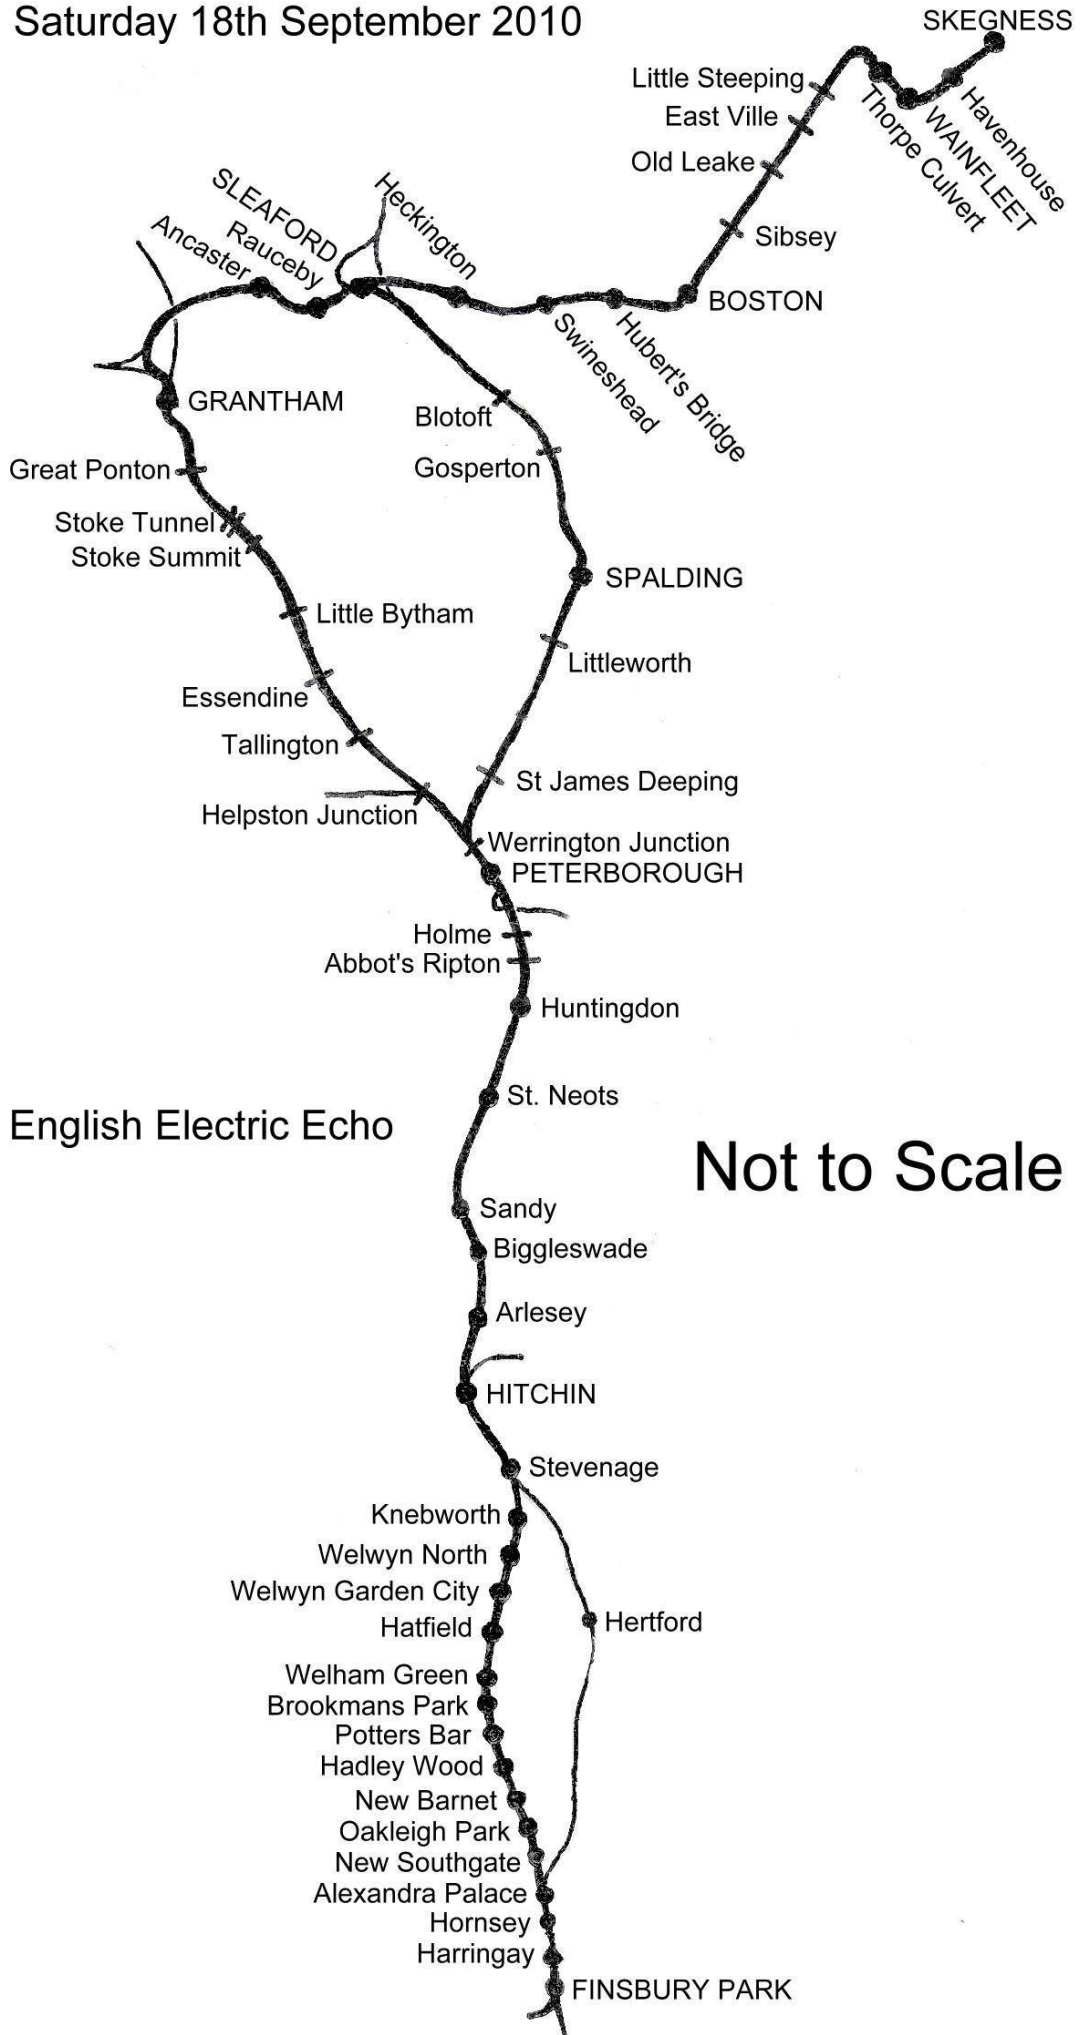 Saturday 18th September 2010
SKEGNESS
Havenhouse
WAINFLEET
Thorpe Culvert
Little Steeping
East Ville
Old Leake
Sibsey
BOSTON
Hubert's Bridge
Swineshead
Heckington
SLEAFORD
Rauceby
Ancaster
GRANTHAM
Blotoft
Gosperton
Great Ponton
Stoke Tunnel
Stoke Summit
SPALDING
Little Bytham
Littleworth
Essendine
Tallington
St James Deeping
Helpston Junction
Werrington Junction
PETERBOROUGH
Holme
Abbot's Ripton
Huntingdon
St. Neots
English Electric Echo
Not to Scale
Sandy
Biggleswade
Arlesey
HITCHIN
Stevenage
Knebworth
Welwyn North
Welwyn Garden City
Hatfield
Hertford
Welham Green
Brookmans Park
Potters Bar
Hadley Wood
New Barnet
Oakleigh Park
New Southgate
Alexandra Palace
Hornsey
Harringay
FINSBURY PARK